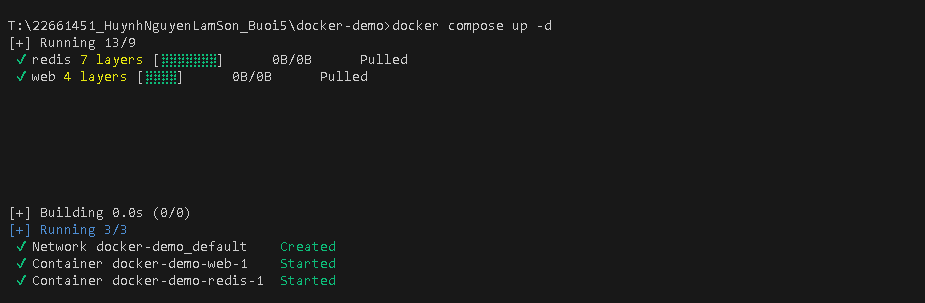 T:\22661451_HuynhNguyenLamSon_Buoi5\docker-demo>docker compose up -d
[+] Running 13/9
✓ redis 7 layers [⣿⣿⣿⣿⣿⣿⣿] 0B/0B Pulled
✓ web 4 layers [⣿⣿⣿⣿] 0B/0B Pulled
[+] Building 0.0s (0/0)
[+] Running 3/3
✓ Network docker-demo_default Created
✓ Container docker-demo-web-1 Started
✓ Container docker-demo-redis-1 Started